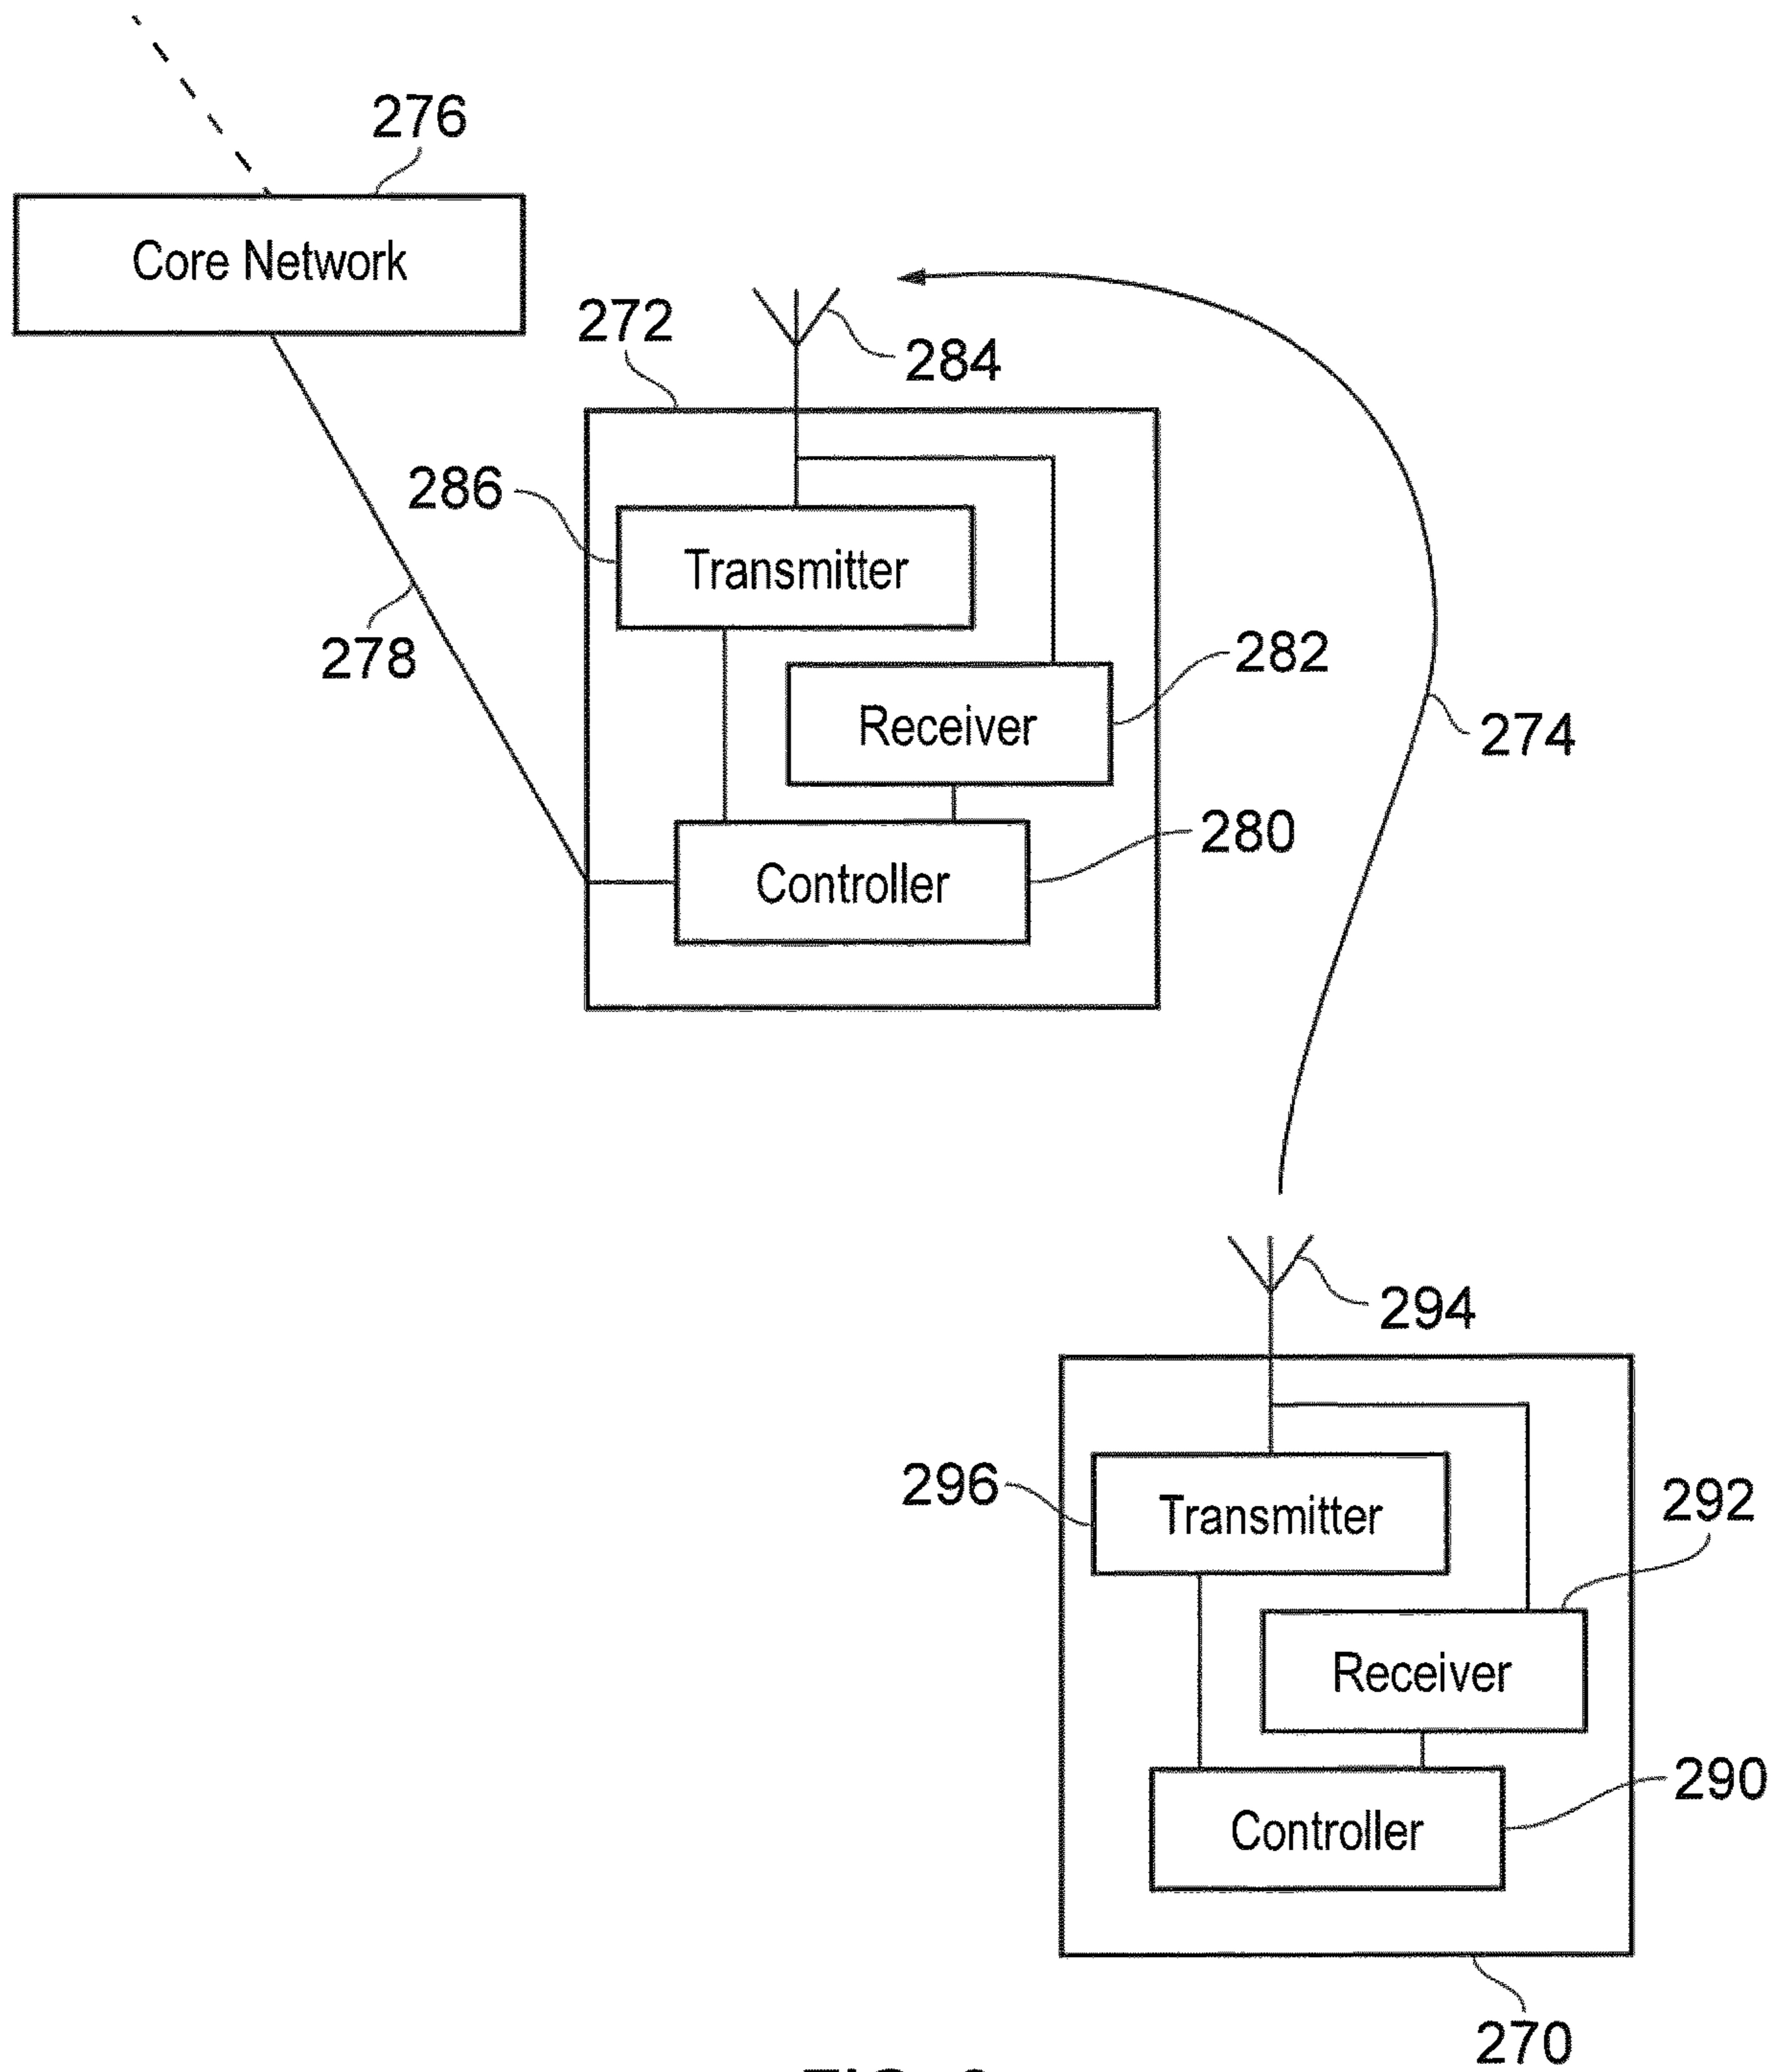 276
Core Network
272
284
286
Transmitter
278
282
Receiver
274
280
Controller
294
296
Transmitter
292
Receiver
290
Controller
270